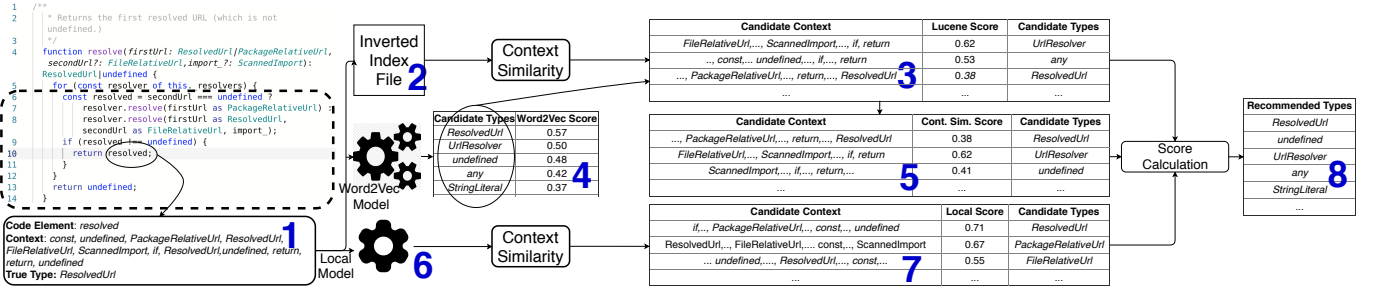 1 /**
2 * Returns the first resolved URL (which is not
undefined.)
3 */
4 function resolve(firstUrl: ResolvedUrl|PackageRelativeUrl,
secondUrl?: FileRelativeUrl,import_?: ScannedImport):
ResolvedUrl|undefined {
5 for (const resolver of this. resolvers) {
6 const resolved = secondUrl === undefined ?
7 resolver.resolve(firstUrl as PackageRelativeUrl) :
8 resolver.resolve(firstUrl as ResolvedUrl,
secondUrl as FileRelativeUrl, import_);
9 if (resolved !== undefined) {
10 return resolved;
11 }
12 }
13 return undefined;
14 }
Code Element: resolved
Context: const, undefined, PackageRelativeUrl, ResolvedUrl,
FileRelativeUrl, ScannedImport, if, ResolvedUrl,undefined, return,
return, undefined
True Type: ResolvedUrl
1
Inverted
Index
File
2
Word2Vec
Model
Local
Model
6
Context
Similarity
Candidate Types Word2Vec Score
ResolvedUrl 0.57
UrlResolver 0.50
undefined 0.48
any 0.42
StringLiteral 0.37
4
Context
Similarity
Candidate Context Lucene Score Candidate Types
FileRelativeUrl,..., ScannedImport,..., if, return 0.62 UrlResolver
.., const,... undefined,..., if,..., return 0.53 any
..., PackageRelativeUrl,..., return,..., ResolvedUrl 0.38 ResolvedUrl
... ... ...
3
Candidate Context Cont. Sim. Score Candidate Types
..., PackageRelativeUrl,..., return,..., ResolvedUrl 0.38 ResolvedUrl
FileRelativeUrl,..., ScannedImport,..., if, return 0.62 UrlResolver
ScannedImport,..., if,..., return,... 0.41 undefined
... ... ...
5
Candidate Context Local Score Candidate Types
if,.., PackageRelativeUrl,.., const,.., undefined 0.71 ResolvedUrl
ResolvedUrl,.., FileRelativeUrl,.... const,.., ScannedImport 0.67 PackageRelativeUrl
... undefined,...., ResolvedUrl,..., const,... 0.55 FileRelativeUrl
... ... ...
7
Score
Calculation
Recommended Types
ResolvedUrl
undefined
UrlResolver
any
StringLiteral
...
8